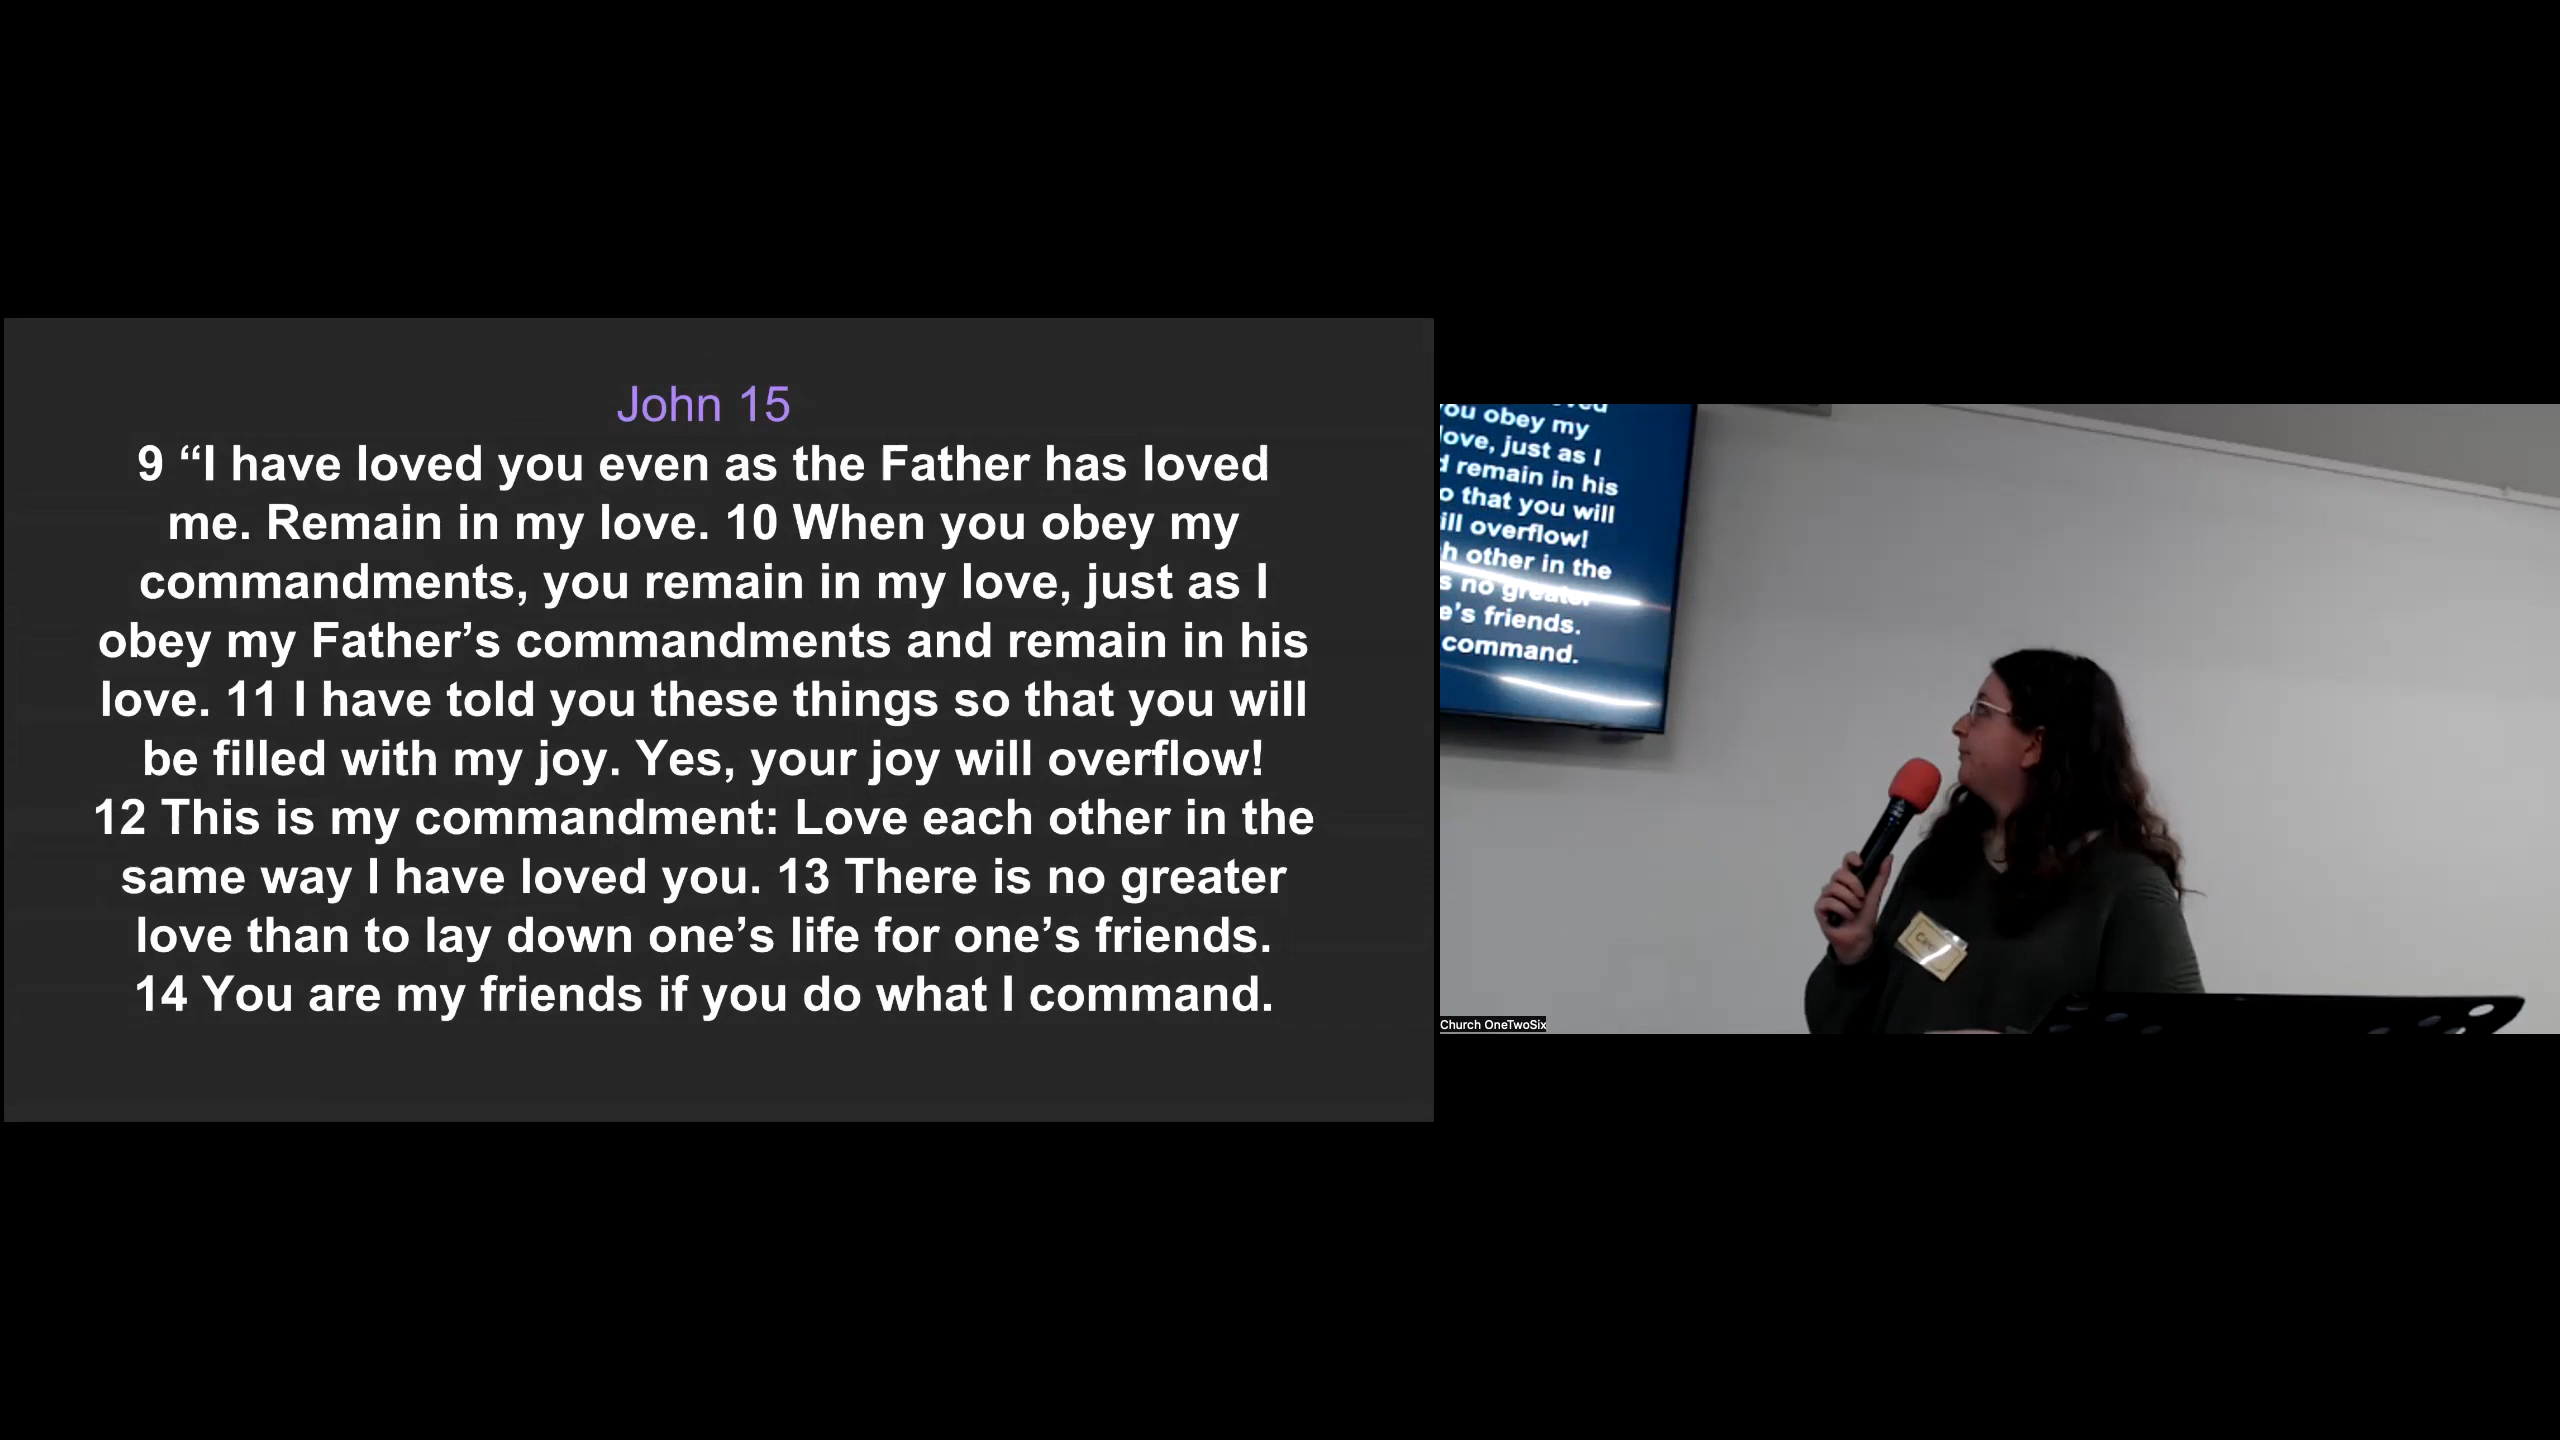 John 15
9 “I have loved you even as the Father has loved
me. Remain in my love. 10 When you obey my
commandments, you remain in my love, just as I
obey my Father’s commandments and remain in his
love. 11 I have told you these things so that you will
be filled with my joy. Yes, your joy will overflow!
12 This is my commandment: Love each other in the
same way I have loved you. 13 There is no greater
love than to lay down one’s life for one’s friends.
14 You are my friends if you do what I command.
ou obey my
love, just as I
remain in his
o that you will
ill overflow!
h other in the
s no greater
e’s friends.
command.
Church OneTwoSix